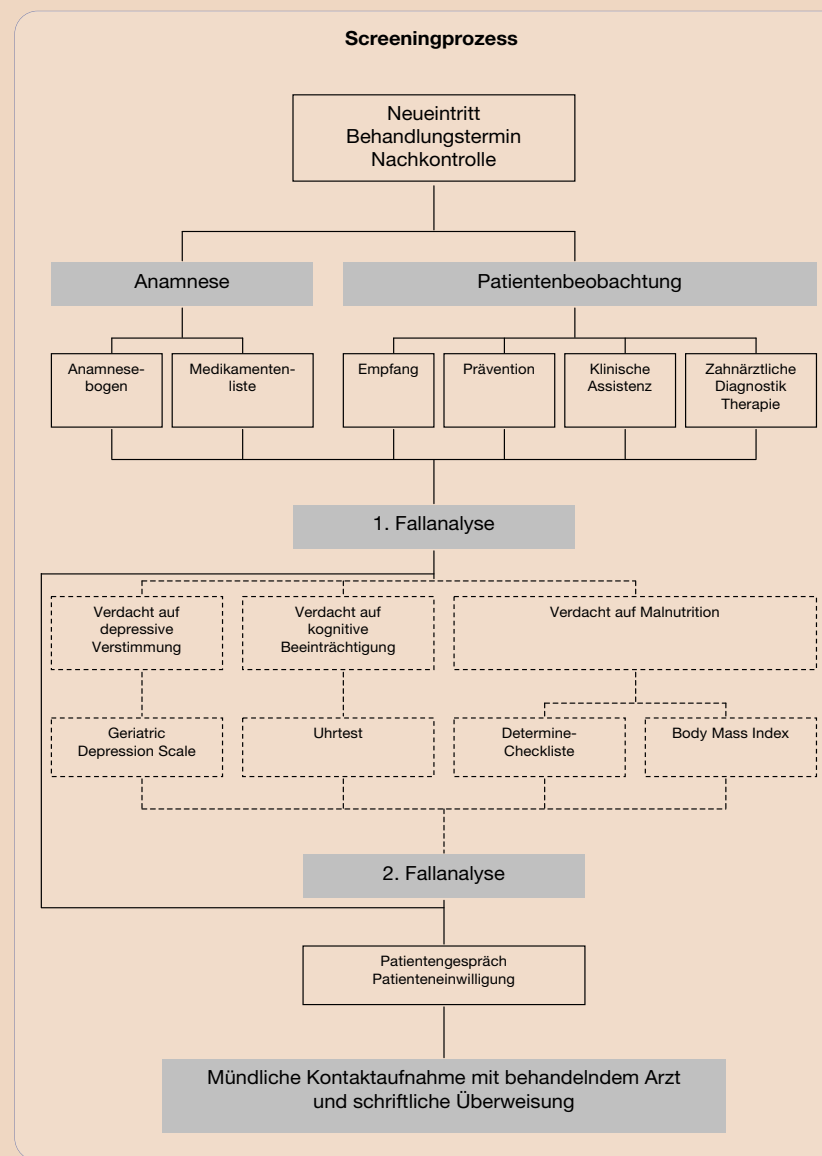 Screeningprozess
Neueintritt
Behandlungstermin
Nachkontrolle
Anamnese
Patientenbeobachtung
Anamnese-
bogen
Medikamenten-
liste
Empfang
Prävention
Klinische
Assistenz
Zahnärztliche
Diagnostik
Therapie
1. Fallanalyse
Verdacht auf
depressive
Verstimmung
Verdacht auf
kognitive
Beeinträchtigung
Verdacht auf Malnutrition
Geriatric
Depression Scale
Uhrtest
Determine-
Checkliste
Body Mass Index
2. Fallanalyse
Patientengespräch
Patienteneinwilligung
Mündliche Kontaktaufnahme mit behandelndem Arzt
und schriftliche Überweisung